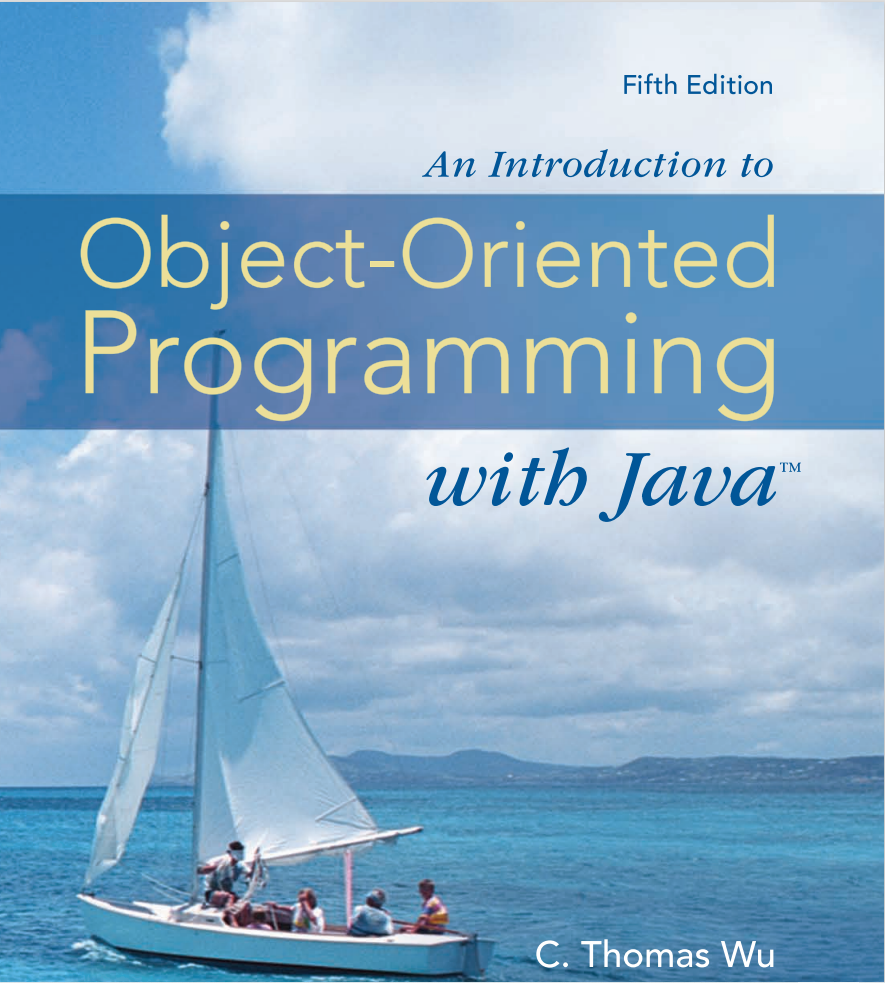 Fifth Edition
An Introduction to
Object-Oriented
Programming
with Java™
C. Thomas Wu